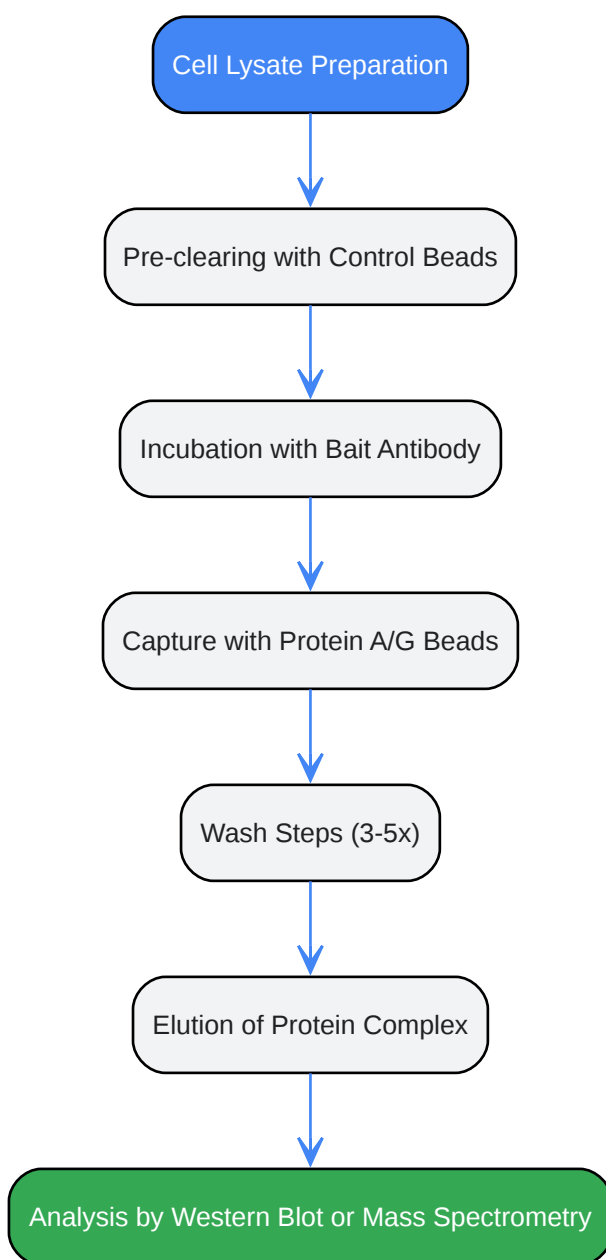 Cell Lysate Preparation
Pre-clearing with Control Beads
Incubation with Bait Antibody
Capture with Protein A/G Beads
Wash Steps (3-5x)
Elution of Protein Complex
Analysis by Western Blot or Mass Spectrometry